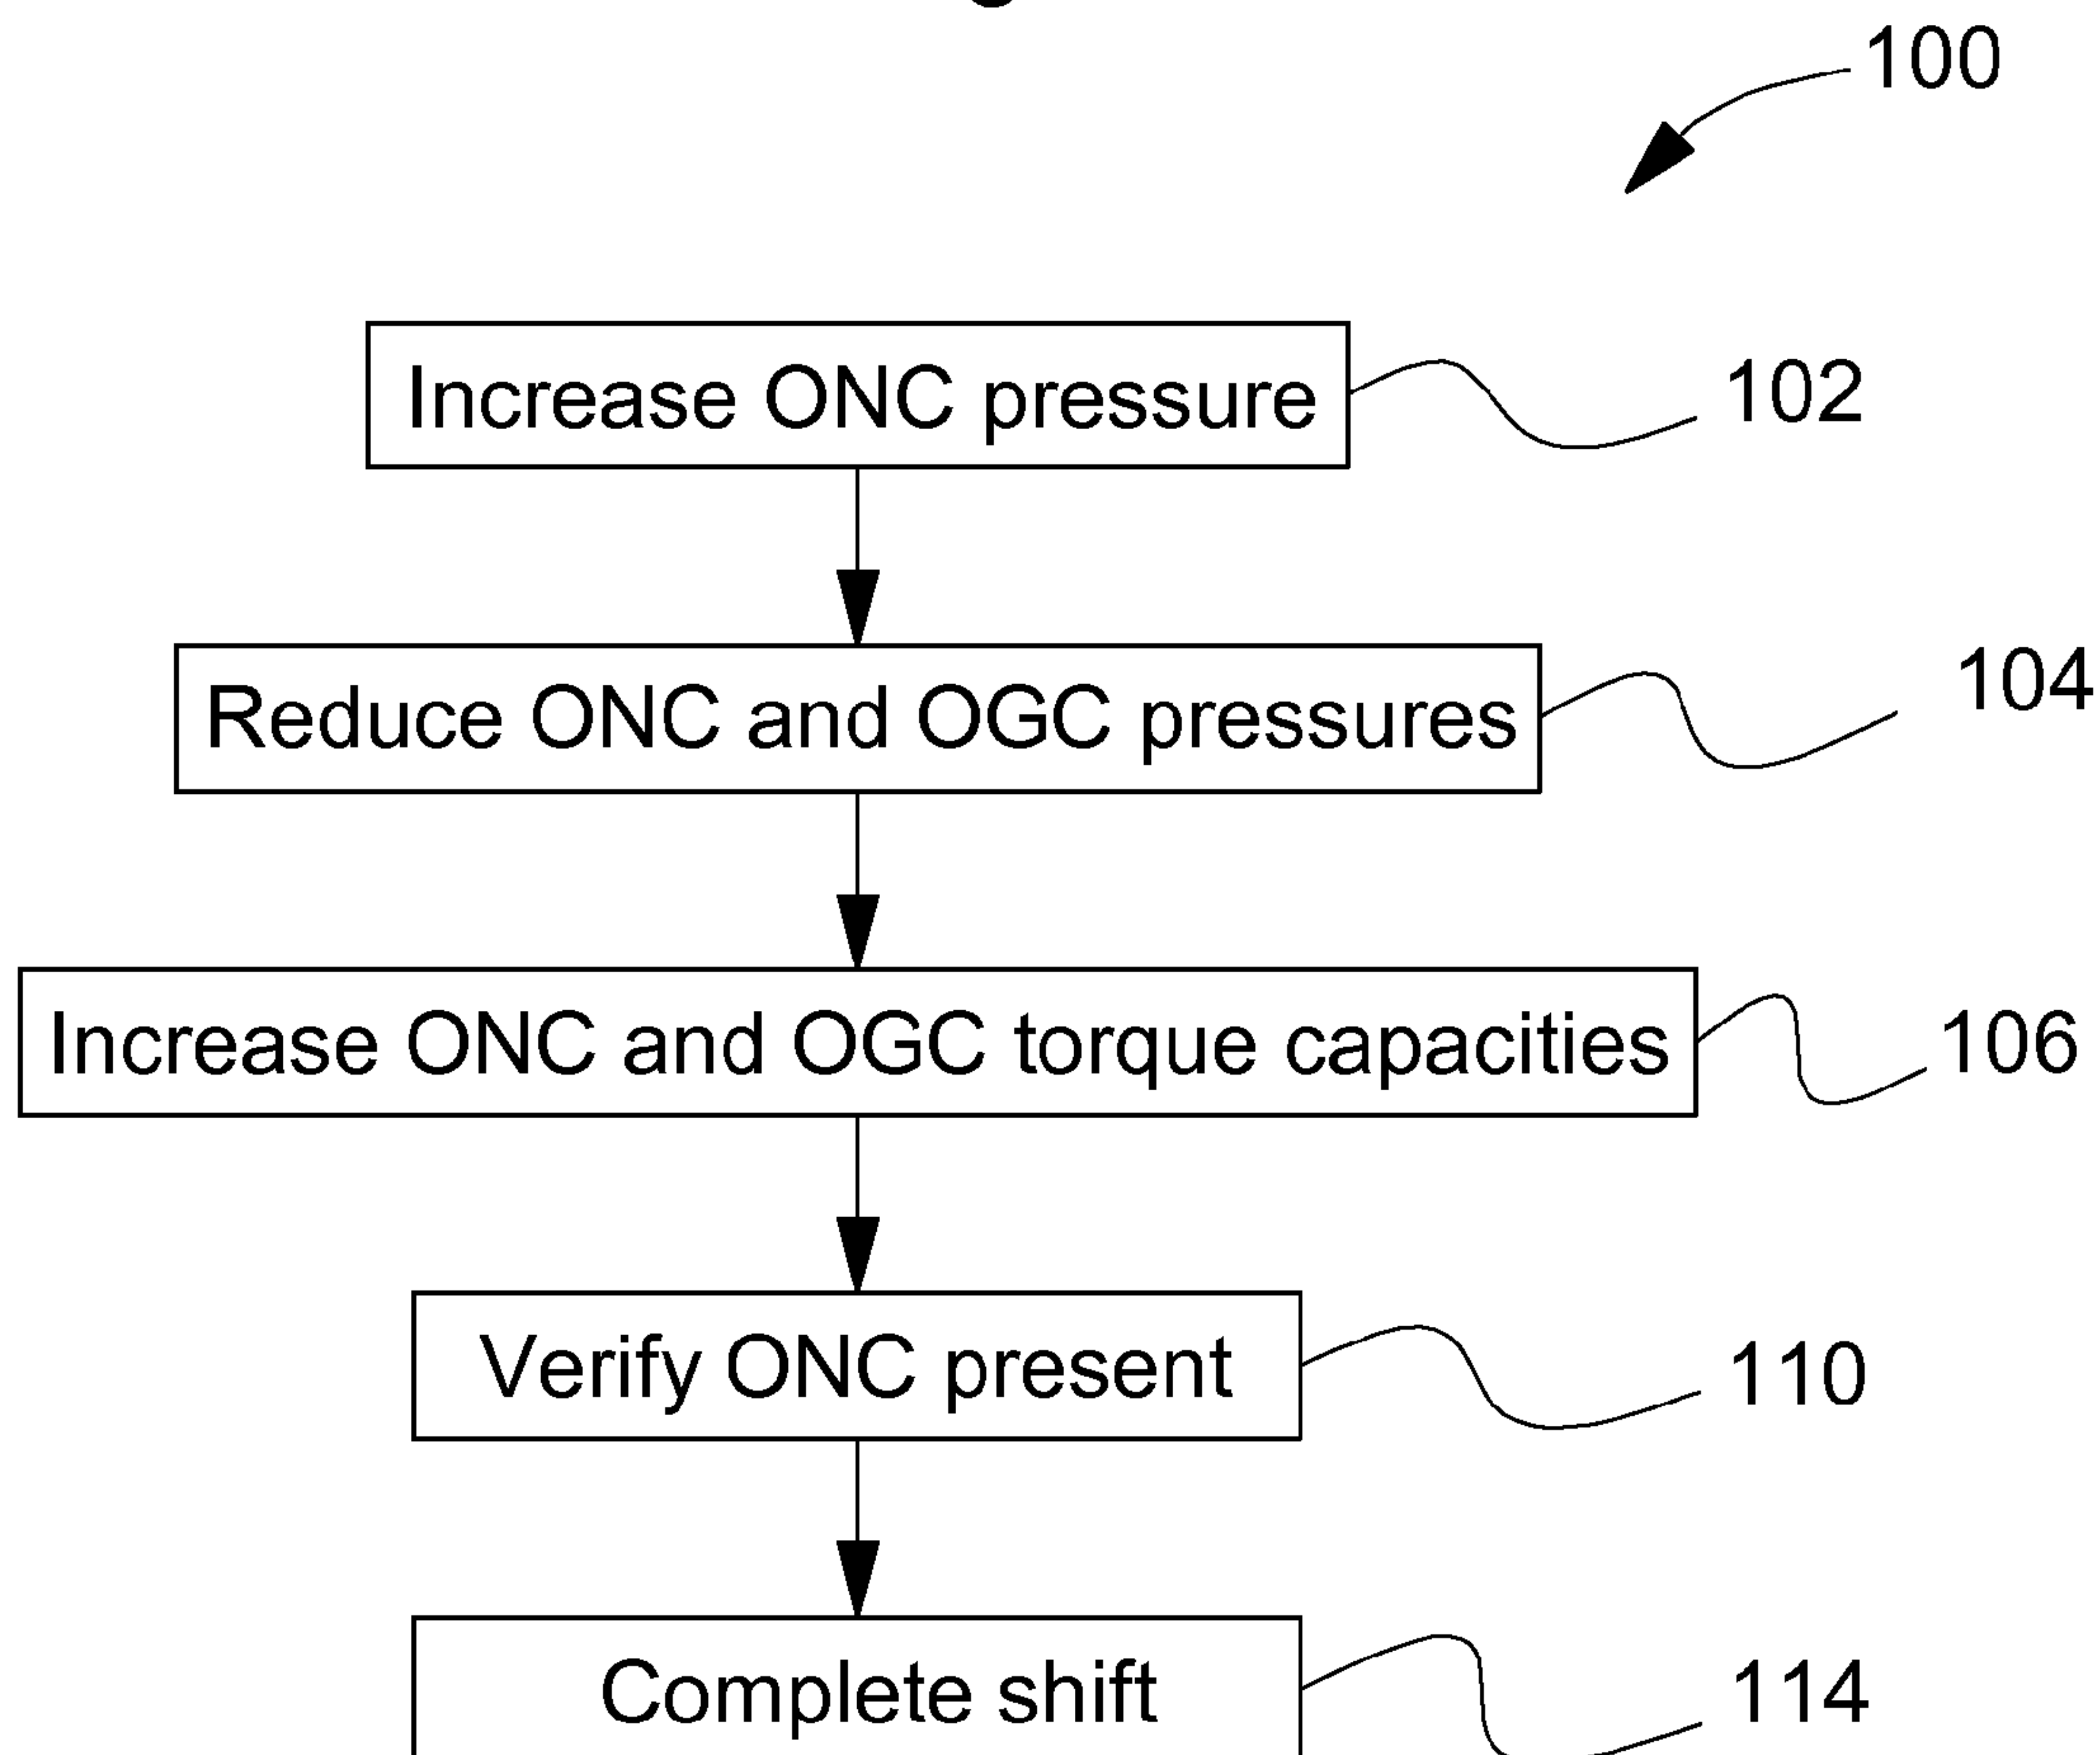 100
Increase ONC pressure
102
Reduce ONC and OGC pressures
104
Increase ONC and OGC torque capacities
106
Verify ONC present
110
Complete shift
114